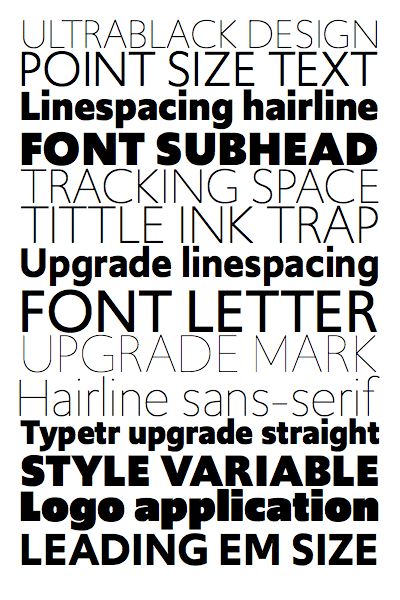 ULTRABLACK DESIGN
POINT SIZE TEXT
Linespacing hairline
FONT SUBHEAD
TRACKING SPACE
TITTLE INK TRAP
Upgrade linespacing
FONT LETTER
UPGRADE MARK
Hairline sans-serif
Typetr upgrade straight
STYLE VARIABLE
Logo application
LEADING EM SIZE